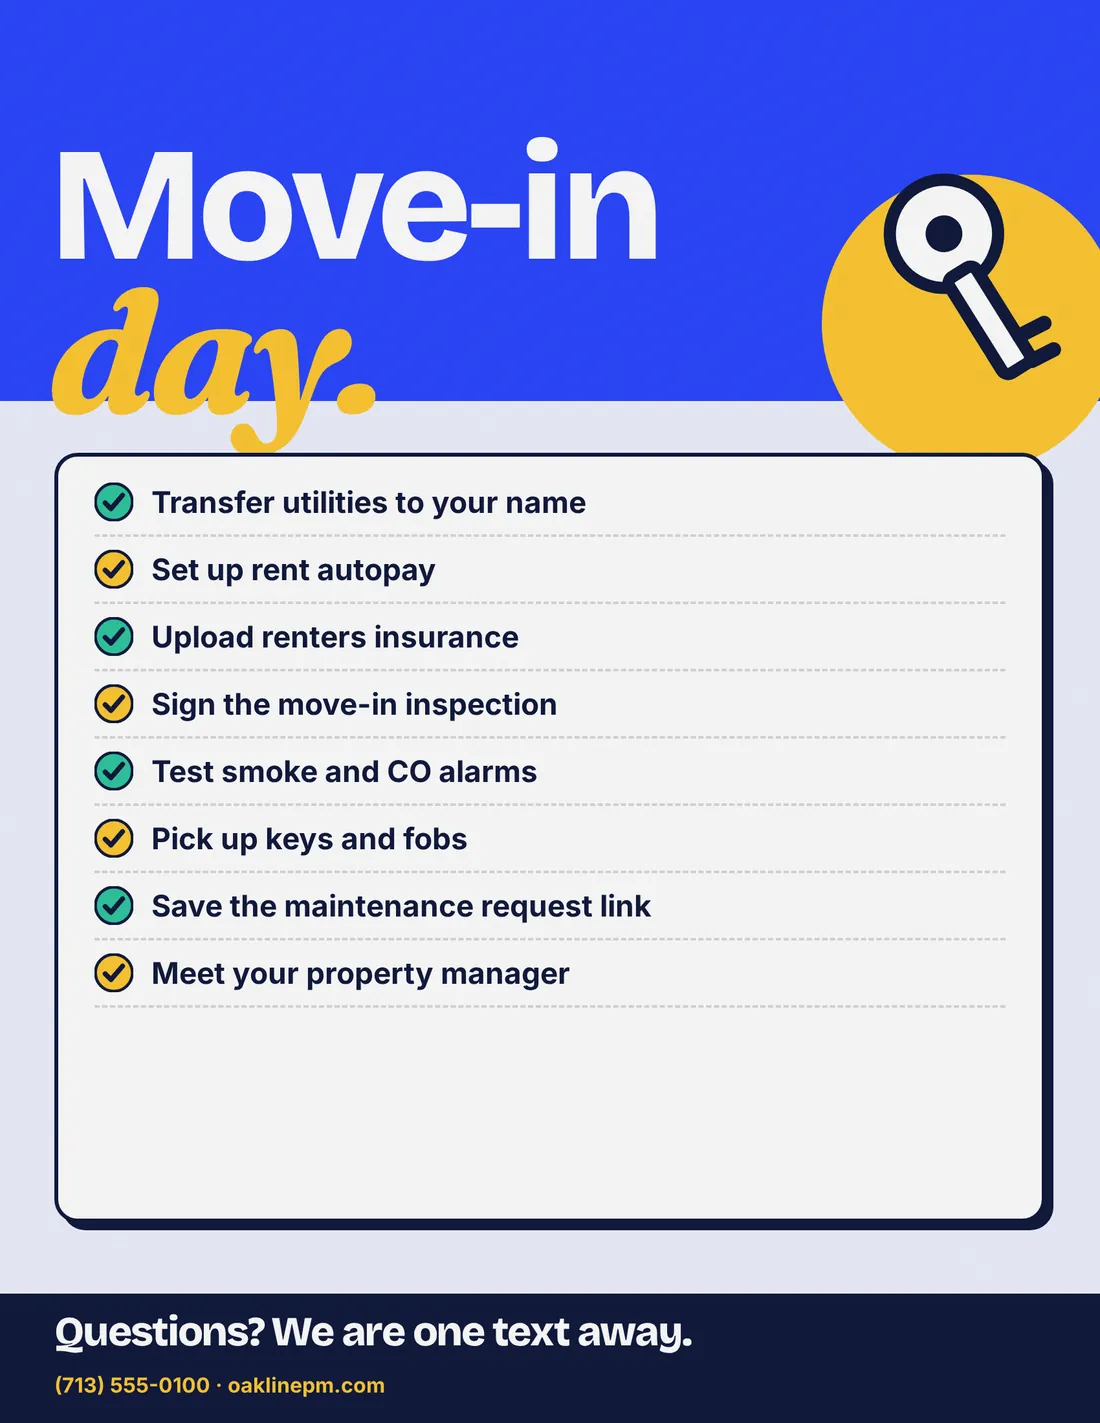 Move-in
day.
Transfer utilities to your name
Set up rent autopay
Upload renters insurance
Sign the move-in inspection
Test smoke and CO alarms
Pick up keys and fobs
Save the maintenance request link
Meet your property manager
Questions? We are one text away.
(713) 555-0100 · oaklinepm.com